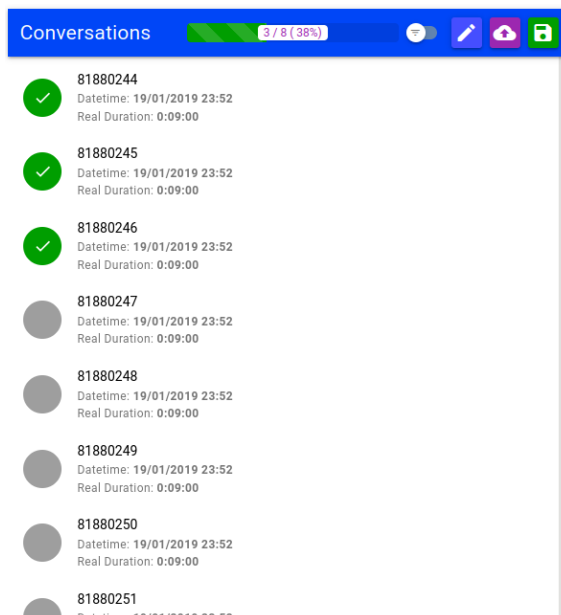 Conversations
3 / 8 ( 38%)
81880244
Datetime: 19/01/2019 23:52
Real Duration: 0:09:00
81880245
Datetime: 19/01/2019 23:52
Real Duration: 0:09:00
81880246
Datetime: 19/01/2019 23:52
Real Duration: 0:09:00
81880247
Datetime: 19/01/2019 23:52
Real Duration: 0:09:00
81880248
Datetime: 19/01/2019 23:52
Real Duration: 0:09:00
81880249
Datetime: 19/01/2019 23:52
Real Duration: 0:09:00
81880250
Datetime: 19/01/2019 23:52
Real Duration: 0:09:00
81880251